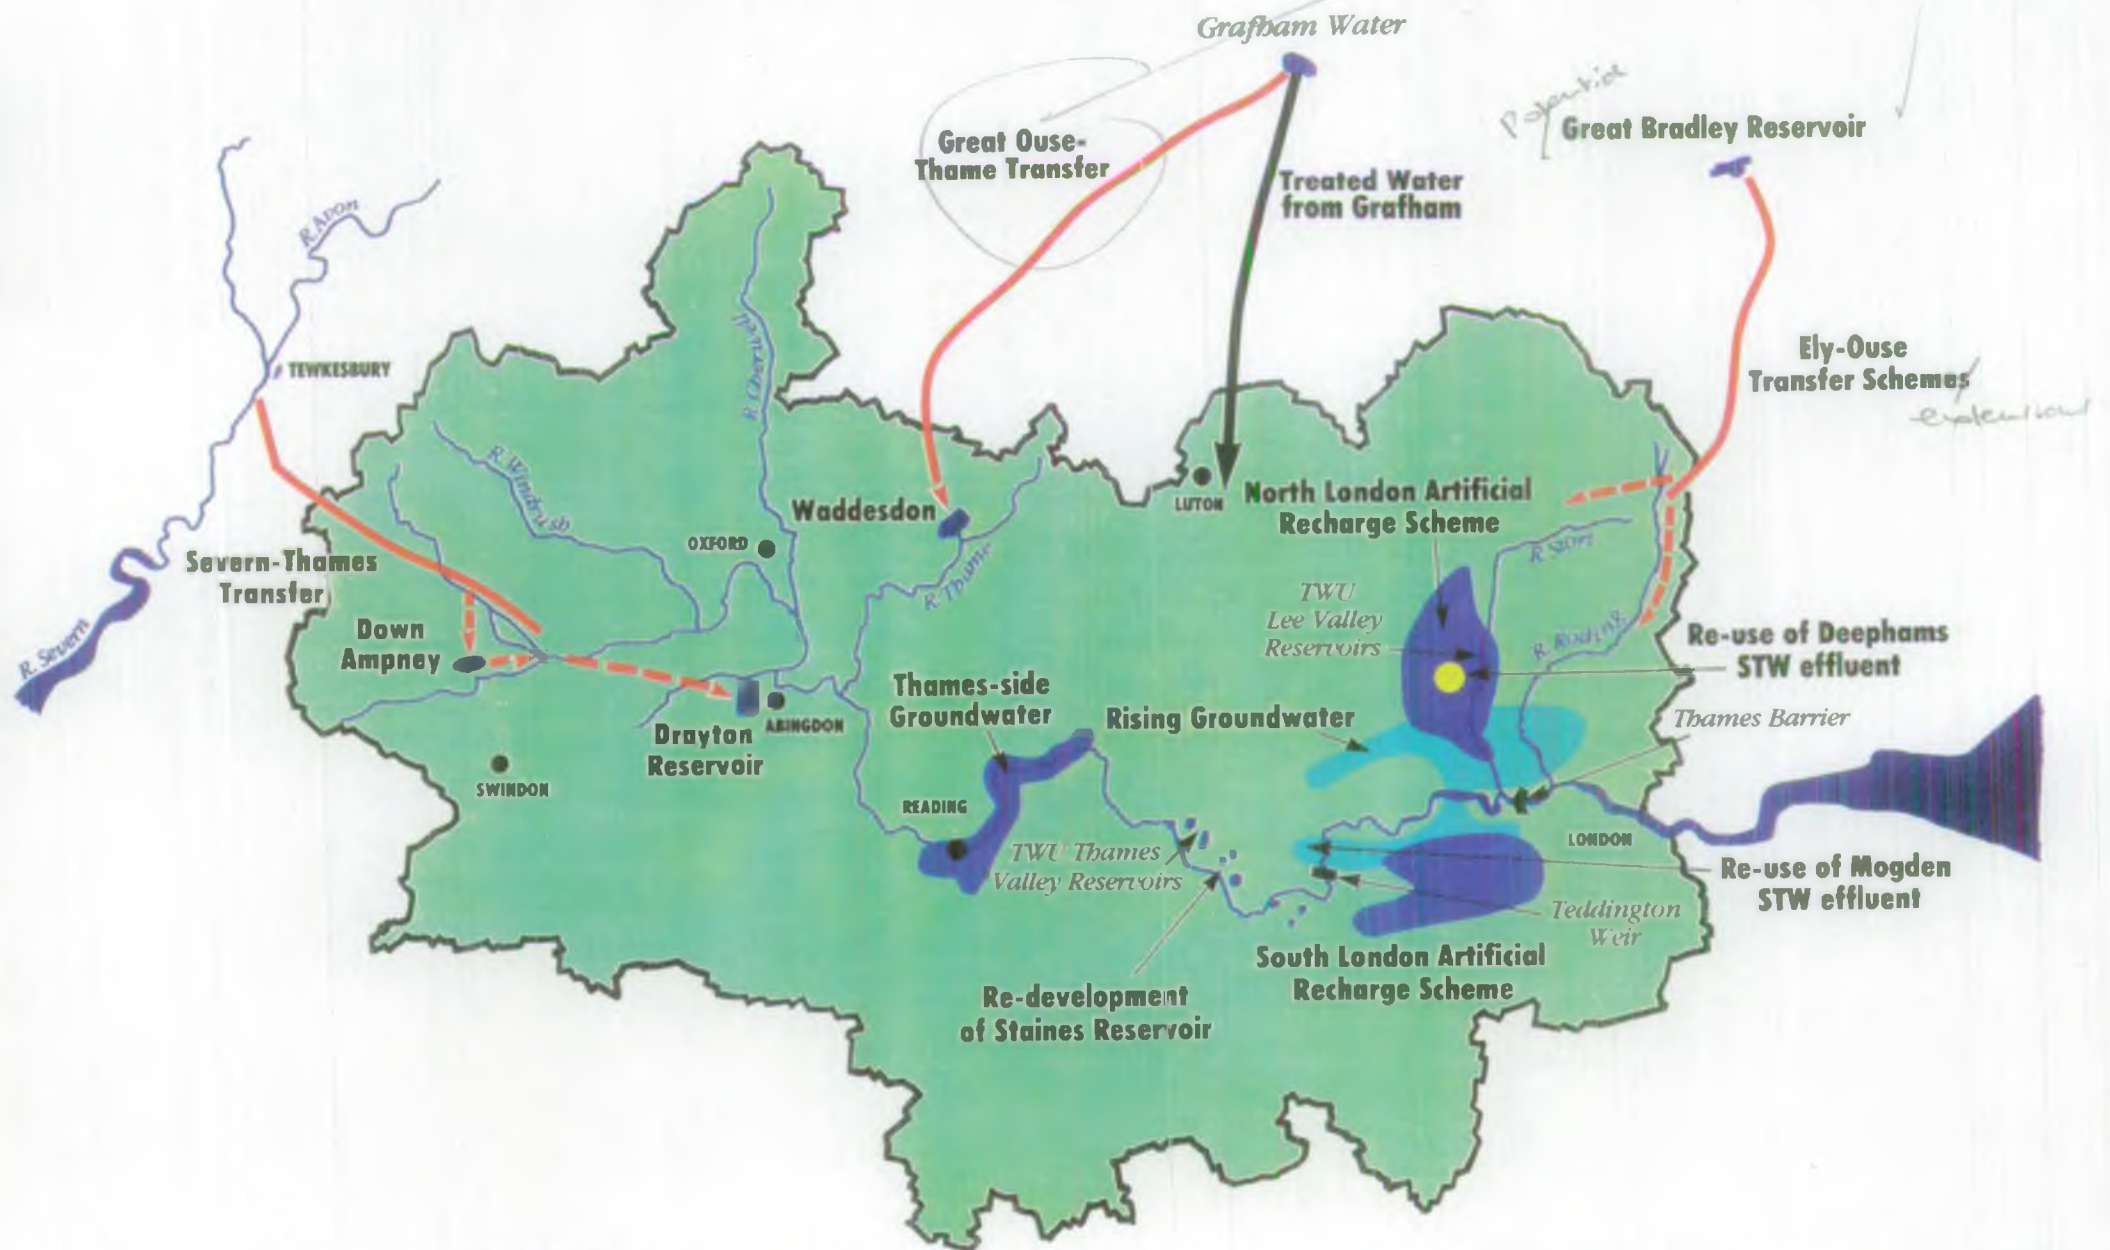 Grafham Water
Potential
Great Bradley Reservoir
Great Ouse-
Thame Transfer
Treated Water
from Grafham
R. Avon
R. Cherwell
TEWKESBURY
Ely-Ouse
Transfer Schemes
extensions
R. Windrush
Waddesdon
LUTON
North London Artificial
Recharge Scheme
OXFORD
R. Thame
R. Stort
Severn-Thames
Transfer
TWU
Lee Valley
Reservoirs
R. Severn
Down
Ampney
R. Roding
Re-use of Deephams
STW effluent
Thames-side
Groundwater
Rising Groundwater
Thames Barrier
Drayton
Reservoir
ABINGDON
SWINDON
READING
TWU Thames
Valley Reservoirs
LONDON
Re-use of Mogden
STW effluent
Teddington
Weir
South London Artificial
Recharge Scheme
Re-development
of Staines Reservoir